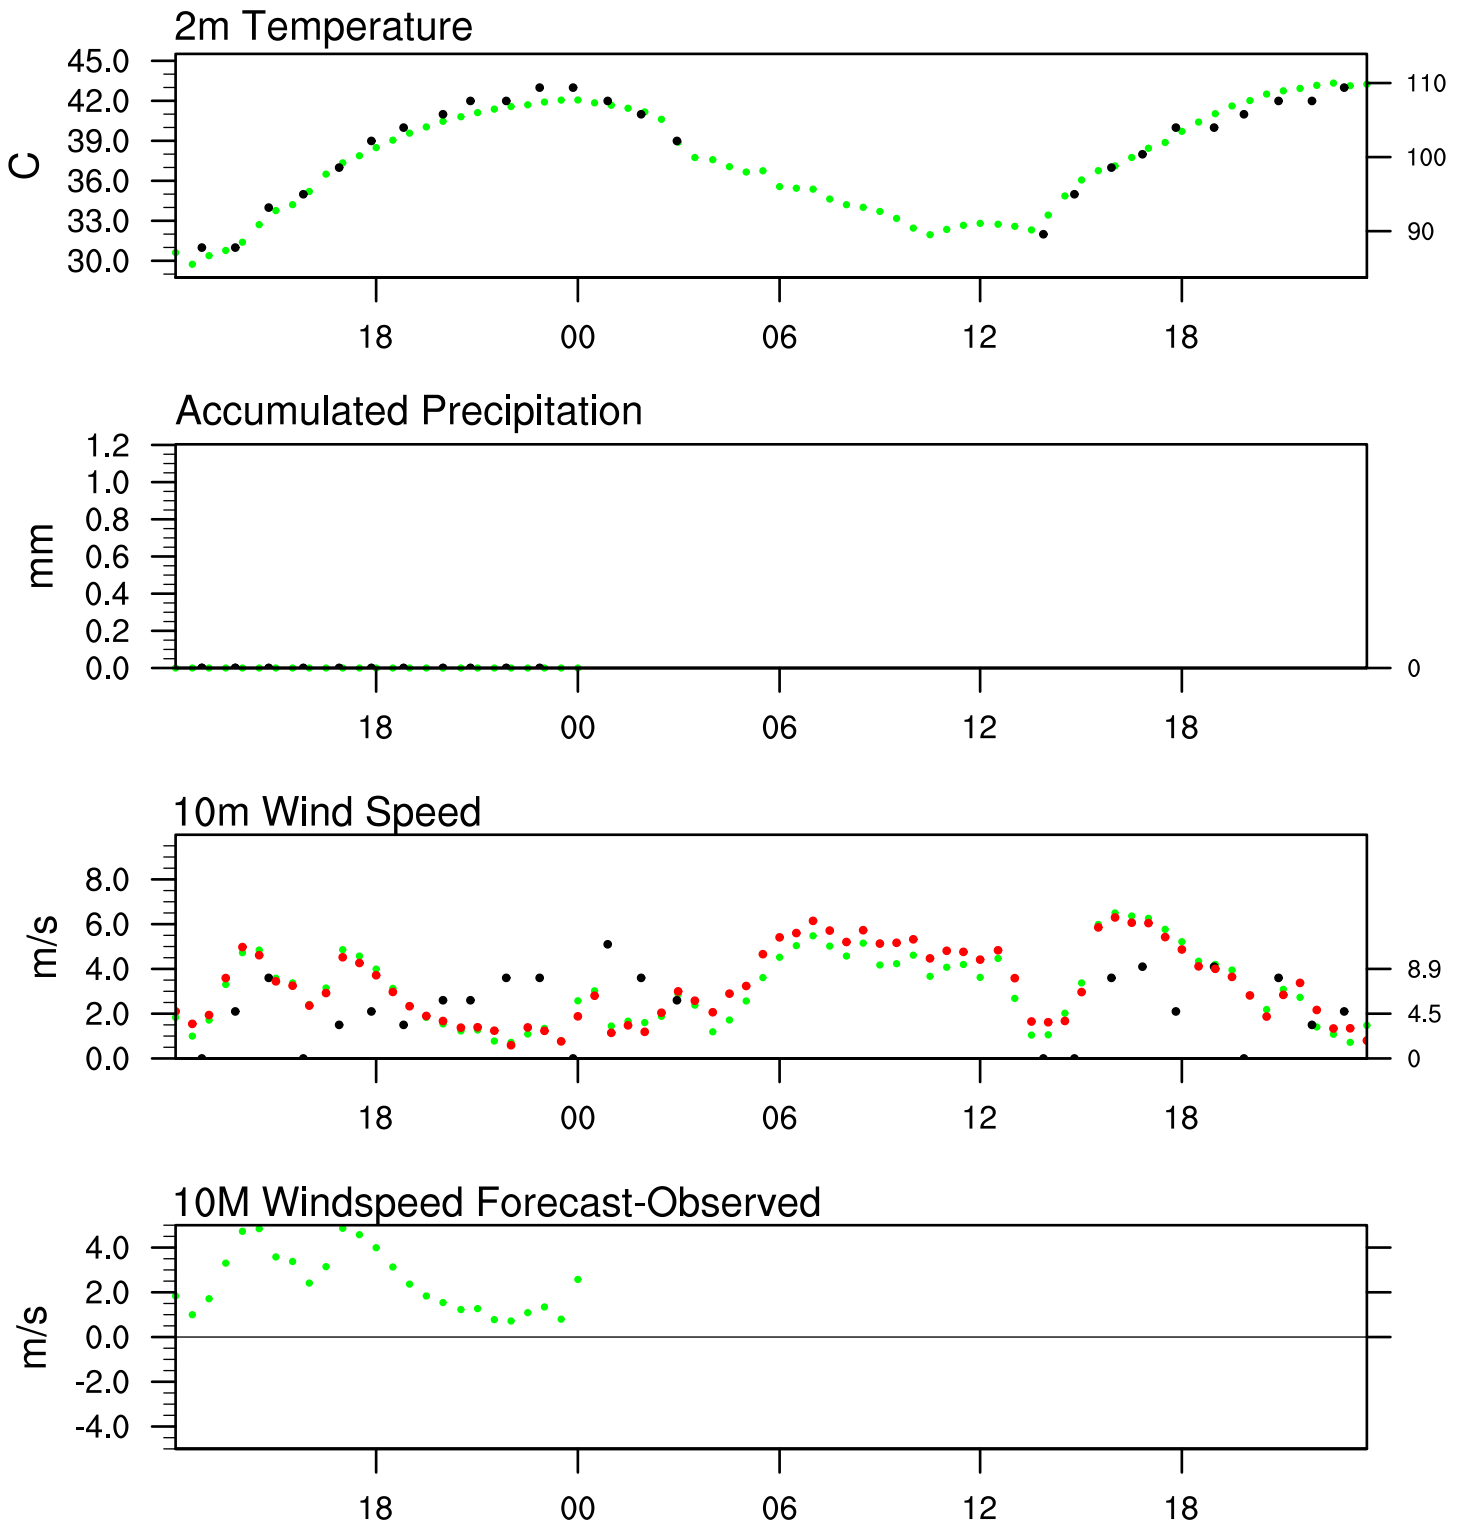 2m Temperature
45.0
42.0
39.0
36.0
33.0
30.0
C
110
100
90
18 00 06 12 18
Accumulated Precipitation
1.2
1.0
0.8
0.6
0.4
0.2
0.0
mm
0
18 00 06 12 18
10m Wind Speed
8.0
6.0
4.0
2.0
0.0
m/s
8.9
4.5
0
18 00 06 12 18
10M Windspeed Forecast-Observed
4.0
2.0
0.0
-2.0
-4.0
m/s
18 00 06 12 18